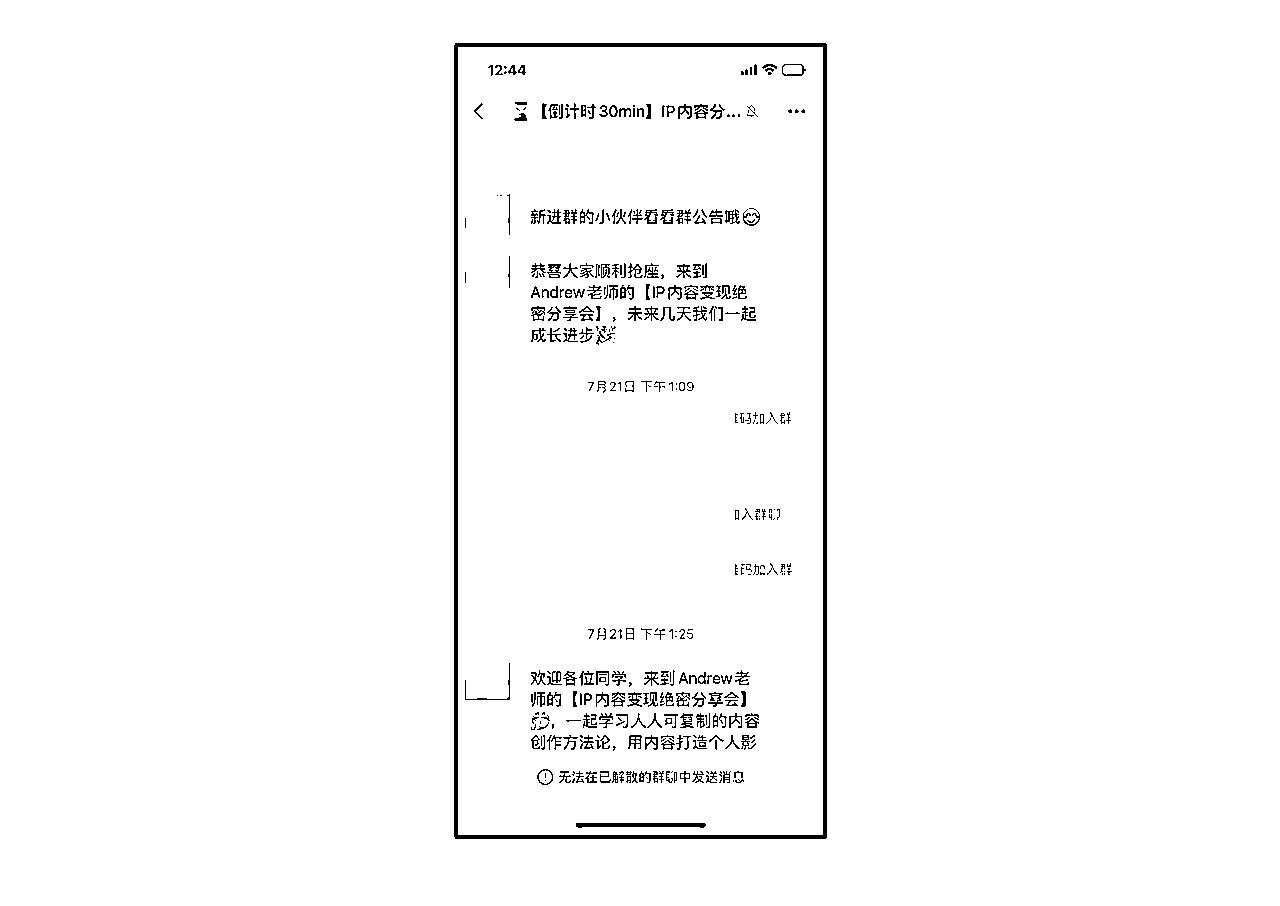 12:44
【倒计时30min】IP内容分...
新进群的小伙伴看看群公告哦😊
恭喜大家顺利抢座，来到
Andrew老师的【IP内容变现绝
密分享会】，未来几天我们一起
成长进步🎉
7月21日 下午1:09
码加入群
入群聊
码加入群
7月21日 下午1:25
欢迎各位同学，来到Andrew老
师的【IP内容变现绝密分享会】
，一起学习人人可复制的内容
创作方法论，用内容打造个人影
无法在已解散的群聊中发送消息